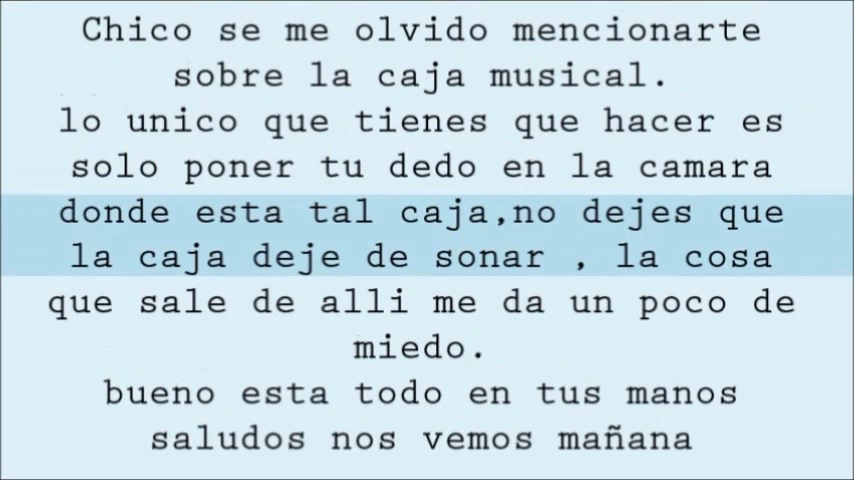 Chico se me olvido mencionarte
sobre la caja musical.
lo unico que tienes que hacer es
solo poner tu dedo en la camara
donde esta tal caja,no dejes que
la caja deje de sonar , la cosa
que sale de alli me da un poco de
miedo.
bueno esta todo en tus manos
saludos nos vemos mañana